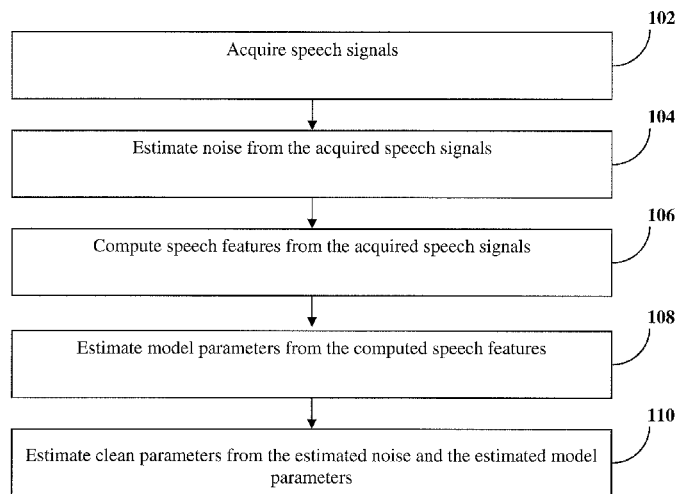 102
Acquire speech signals
104
Estimate noise from the acquired speech signals
106
Compute speech features from the acquired speech signals
108
Estimate model parameters from the computed speech features
110
Estimate clean parameters from the estimated noise and the estimated model
parameters